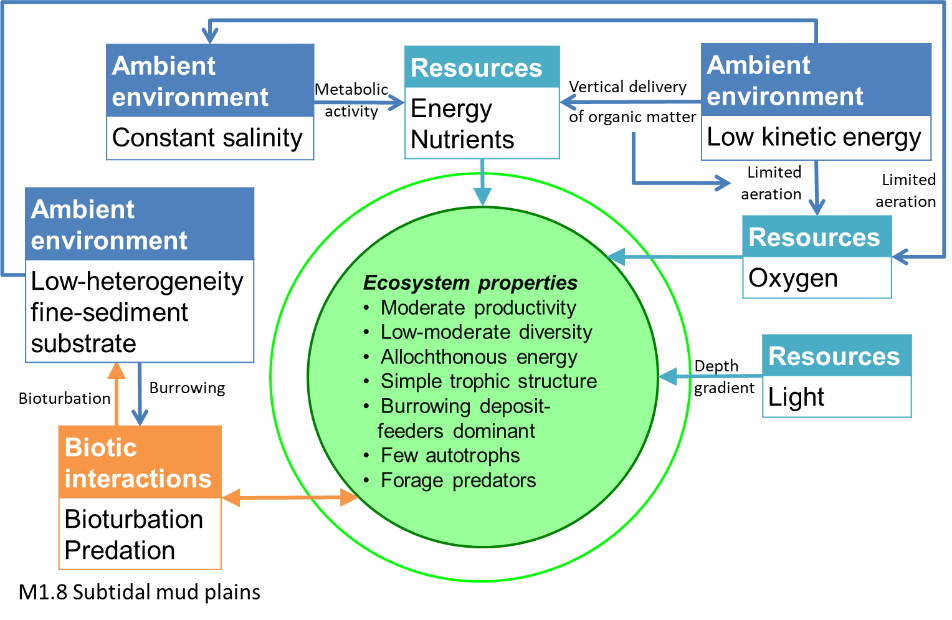 Ambient
environment
Constant salinity
Metabolic
activity
Resources
Energy
Nutrients
Vertical delivery
of organic matter
Ambient
environment
Low kinetic energy
Limited
aeration
Limited
aeration
Resources
Oxygen
Ambient
environment
Low-heterogeneity
fine-sediment
substrate
Ecosystem properties
• Moderate productivity
• Low-moderate diversity
• Allochthonous energy
• Simple trophic structure
• Burrowing deposit-
feeders dominant
• Few autotrophs
• Forage predators
Depth
gradient
Resources
Light
Bioturbation
Burrowing
Biotic
interactions
Bioturbation
Predation
M1.8 Subtidal mud plains